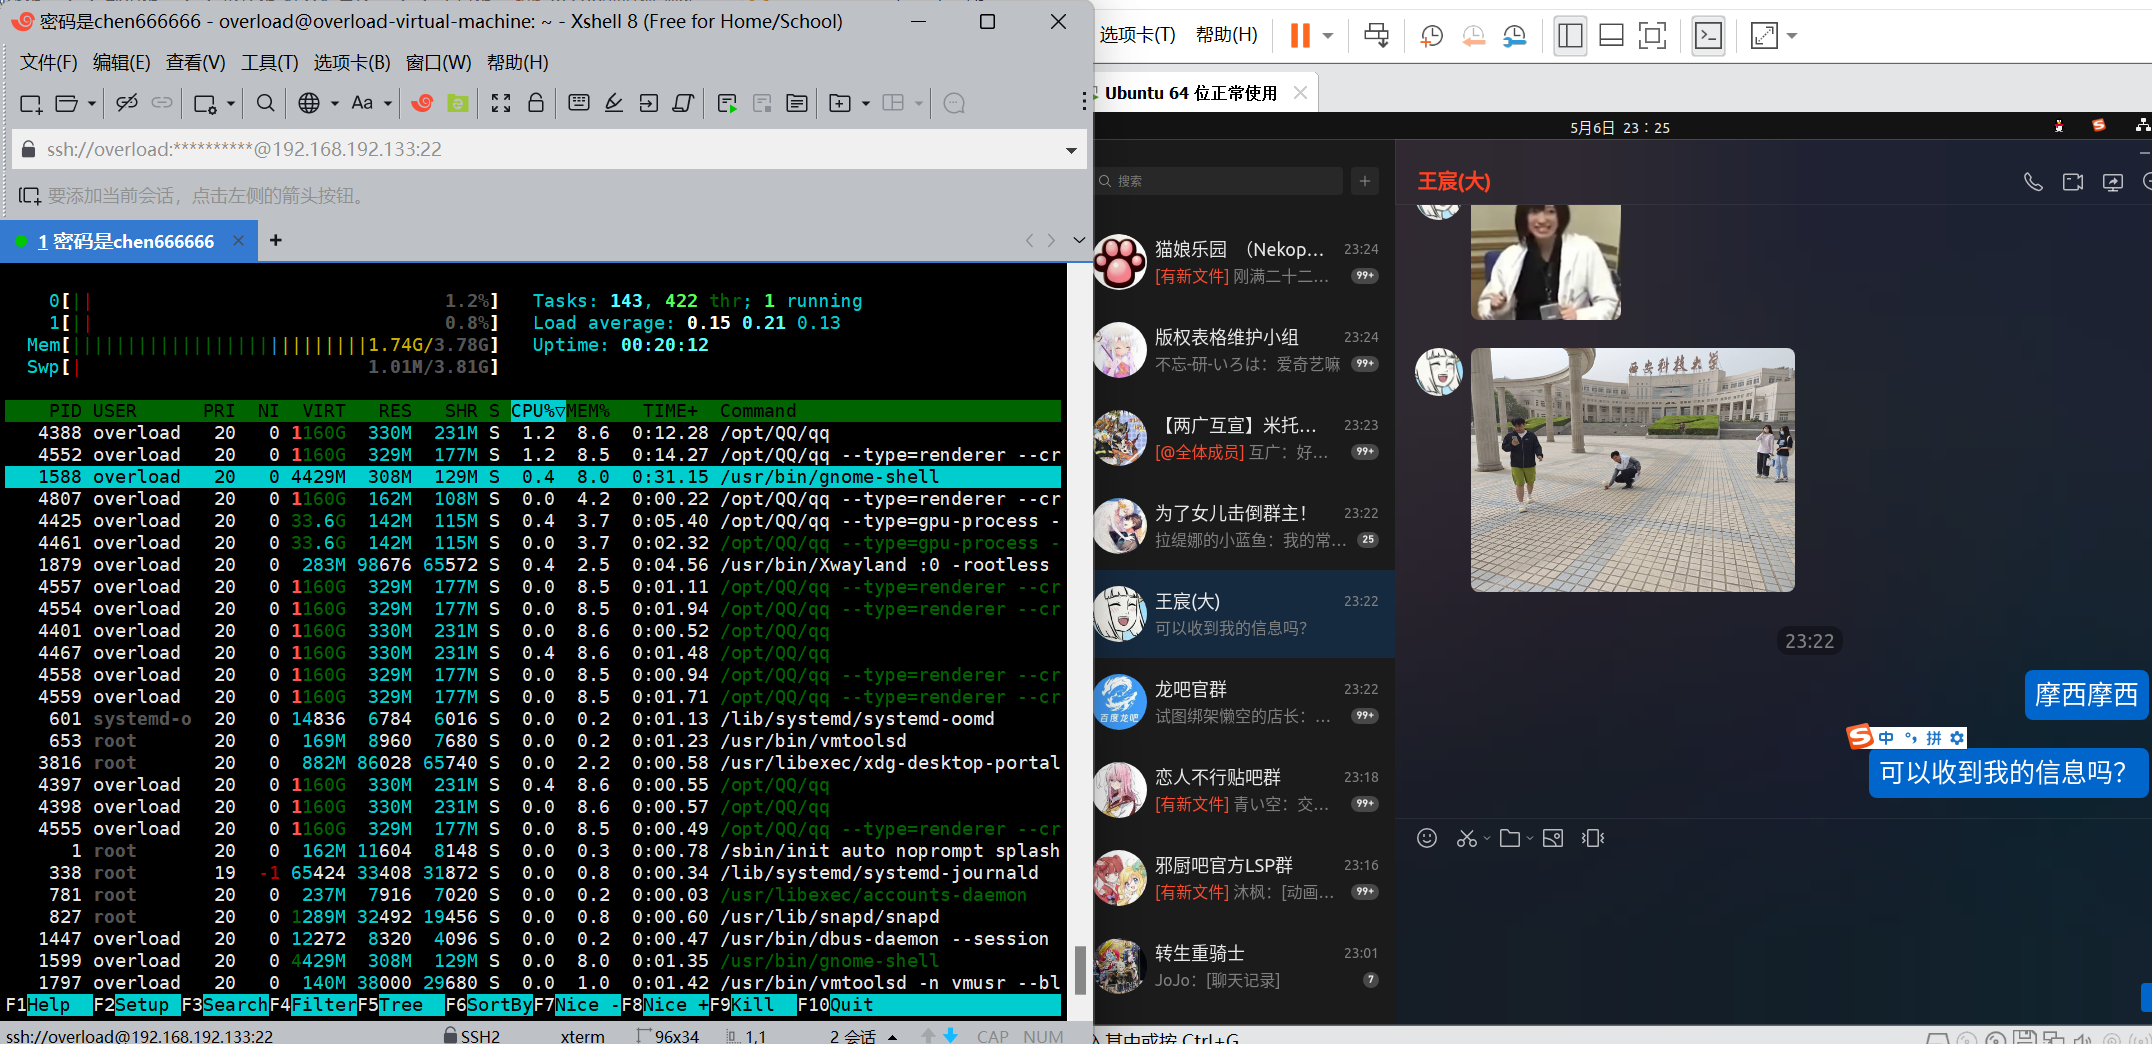 密码是chen666666 - overload@overload-virtual-machine: ~ - Xshell 8 (Free for Home/School)
文件(F) 编辑(E) 查看(V) 工具(T) 选项卡(B) 窗口(W) 帮助(H)
Aa
ssh://overload:**********@192.168.192.133:22
要添加当前会话，点击左侧的箭头按钮。
1 密码是chen666666
0[|| 1.2%] Tasks: 143, 422 thr; 1 running
1[|| 0.8%] Load average: 0.15 0.21 0.13
Mem[|||||||||||||||||||||||||||1.74G/3.78G] Uptime: 00:20:12
Swp[| 1.01M/3.81G]
PID USER PRI NI VIRT RES SHR S CPU%▽MEM% TIME+ Command
4388 overload 20 0 1160G 330M 231M S 1.2 8.6 0:12.28 /opt/QQ/qq
4552 overload 20 0 1160G 329M 177M S 1.2 8.5 0:14.27 /opt/QQ/qq --type=renderer --cr
1588 overload 20 0 4429M 308M 129M S 0.4 8.0 0:31.15 /usr/bin/gnome-shell
4807 overload 20 0 1160G 162M 108M S 0.0 4.2 0:00.22 /opt/QQ/qq --type=renderer --cr
4425 overload 20 0 33.6G 142M 115M S 0.4 3.7 0:05.40 /opt/QQ/qq --type=gpu-process -
4461 overload 20 0 33.6G 142M 115M S 0.0 3.7 0:02.32 /opt/QQ/qq --type=gpu-process -
1879 overload 20 0 283M 98676 65572 S 0.4 2.5 0:04.56 /usr/bin/Xwayland :0 -rootless
4557 overload 20 0 1160G 329M 177M S 0.0 8.5 0:01.11 /opt/QQ/qq --type=renderer --cr
4554 overload 20 0 1160G 329M 177M S 0.0 8.5 0:01.94 /opt/QQ/qq --type=renderer --cr
4401 overload 20 0 1160G 330M 231M S 0.0 8.6 0:00.52 /opt/QQ/qq
4467 overload 20 0 1160G 330M 231M S 0.4 8.6 0:01.48 /opt/QQ/qq
4558 overload 20 0 1160G 329M 177M S 0.0 8.5 0:00.94 /opt/QQ/qq --type=renderer --cr
4559 overload 20 0 1160G 329M 177M S 0.0 8.5 0:01.71 /opt/QQ/qq --type=renderer --cr
601 systemd-o 20 0 14836 6784 6016 S 0.0 0.2 0:01.13 /lib/systemd/systemd-oomd
653 root 20 0 169M 8960 7680 S 0.0 0.2 0:01.23 /usr/bin/vmtoolsd
3816 root 20 0 882M 86028 65740 S 0.0 2.2 0:00.58 /usr/libexec/xdg-desktop-portal
4397 overload 20 0 1160G 330M 231M S 0.4 8.6 0:00.55 /opt/QQ/qq
4398 overload 20 0 1160G 330M 231M S 0.0 8.6 0:00.57 /opt/QQ/qq
4555 overload 20 0 1160G 329M 177M S 0.0 8.5 0:00.49 /opt/QQ/qq --type=renderer --cr
1 root 20 0 162M 11604 8148 S 0.0 0.3 0:00.78 /sbin/init auto noprompt splash
338 root 19 -1 65424 33408 31872 S 0.0 0.8 0:00.34 /lib/systemd/systemd-journald
781 root 20 0 237M 7916 7020 S 0.0 0.2 0:00.03 /usr/libexec/accounts-daemon
827 root 20 0 1289M 32492 19456 S 0.0 0.8 0:00.60 /usr/lib/snapd/snapd
1447 overload 20 0 12272 8320 4096 S 0.0 0.2 0:00.47 /usr/bin/dbus-daemon --session
1599 overload 20 0 4429M 308M 129M S 0.0 8.0 0:01.35 /usr/bin/gnome-shell
1797 overload 20 0 140M 38000 29680 S 0.0 1.0 0:01.42 /usr/bin/vmtoolsd -n vmusr --bl
F1Help F2Setup F3SearchF4FilterF5Tree F6SortByF7Nice -F8Nice +F9Kill F10Quit
ssh://overload@192.168.192.133:22 SSH2 xterm 96x34 1,1 2 会话 CAP NUM
选项卡(T) 帮助(H)
Ubuntu 64 位正常使用
5月6日 23：25
搜索
猫娘乐园 （Nekop... 23:24
[有新文件] 刚满二十二... 99+
版权表格维护小组 23:24
不忘-研-いろは：爱奇艺嘛 99+
【两广互宣】米托... 23:23
[@全体成员] 互广：好... 99+
为了女儿击倒群主！ 23:22
拉缇娜的小蓝鱼：我的常... 25
王宸(大) 23:22
可以收到我的信息吗？
龙吧官群 23:22
试图绑架懒空的店长：... 99+
百度龙吧
恋人不行贴吧群 23:18
[有新文件] 青い空：交... 99+
邪厨吧官方LSP群 23:16
[有新文件] 沐枫：[动画... 99+
转生重骑士 23:01
JoJo：[聊天记录] 7
王宸(大)
西安科技大学
23:22
摩西摩西
S 中 °, 拼
可以收到我的信息吗？
其中或按 Ctrl+G